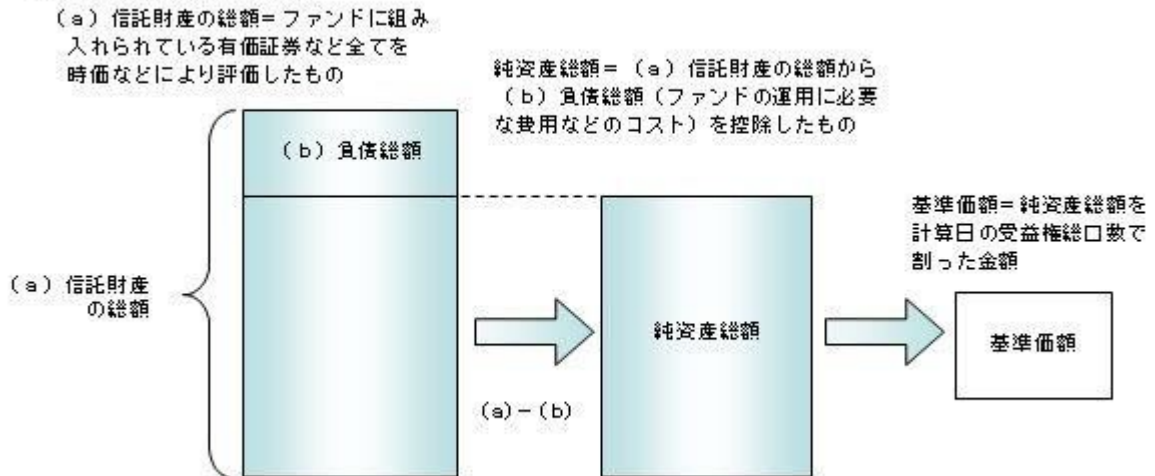 （a）信託財産の総額＝ファンドに組み
入れられている有価証券など全てを
時価などにより評価したもの
純資産総額＝（a）信託財産の総額から
（b）負債総額（ファンドの運用に必要
な費用などのコスト）を控除したもの
（b）負債総額
基準価額＝純資産総額を
計算日の受益権総口数で
割った金額
（a）信託財産
の総額
純資産総額
基準価額
（a）－（b）